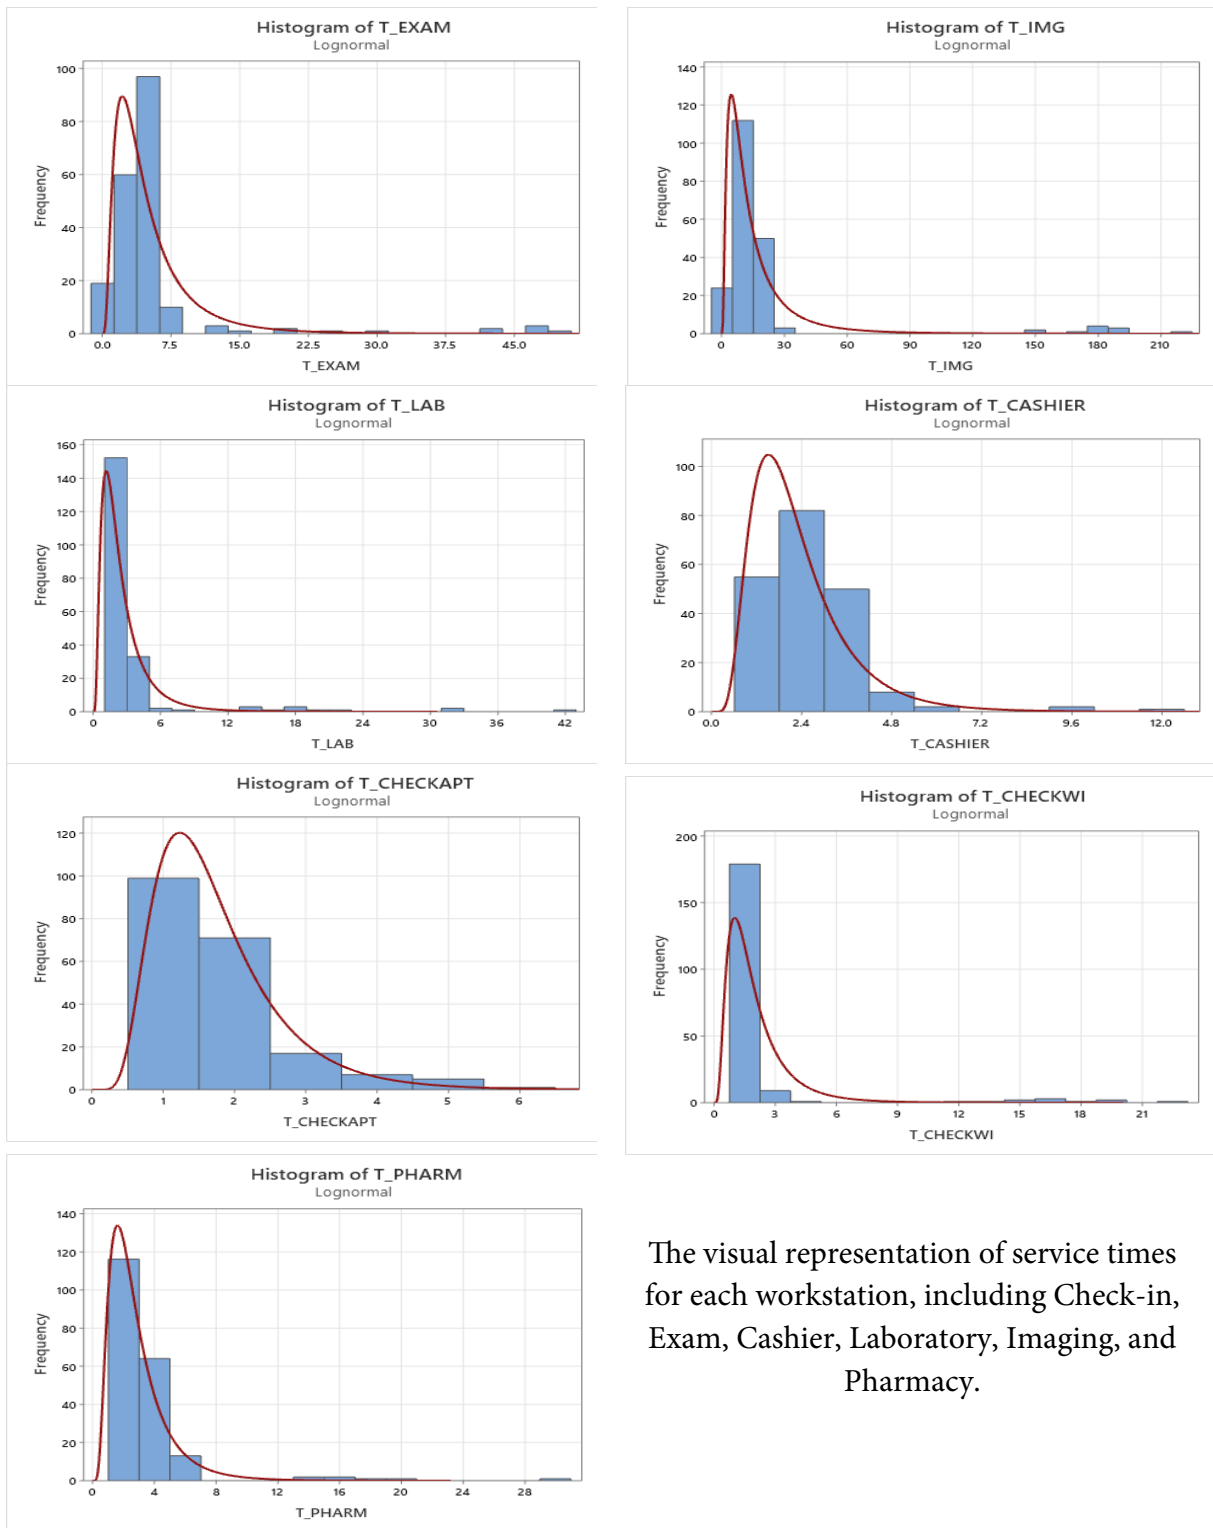 Histogram of T_EXAM
Lognormal
100
80
60
40
20
0
Frequency
0.0 7.5 15.0 22.5 30.0 37.5 45.0
T_EXAM
Histogram of T_IMG
Lognormal
140
120
100
80
60
40
20
0
Frequency
0 30 60 90 120 150 180 210
T_IMG
Histogram of T_LAB
Lognormal
160
140
120
100
80
60
40
20
0
Frequency
0 6 12 18 24 30 36 42
T_LAB
Histogram of T_CASHIER
Lognormal
100
80
60
40
20
0
Frequency
0.0 2.4 4.8 7.2 9.6 12.0
T_CASHIER
Histogram of T_CHECKAPT
Lognormal
120
100
80
60
40
20
0
Frequency
0 1 2 3 4 5 6
T_CHECKAPT
Histogram of T_CHECKWI
Lognormal
200
150
100
50
0
Frequency
0 3 6 9 12 15 18 21
T_CHECKWI
Histogram of T_PHARM
Lognormal
140
120
100
80
60
40
20
0
Frequency
0 4 8 12 16 20 24 28
T_PHARM
The visual representation of service times
for each workstation, including Check-in,
Exam, Cashier, Laboratory, Imaging, and
Pharmacy.